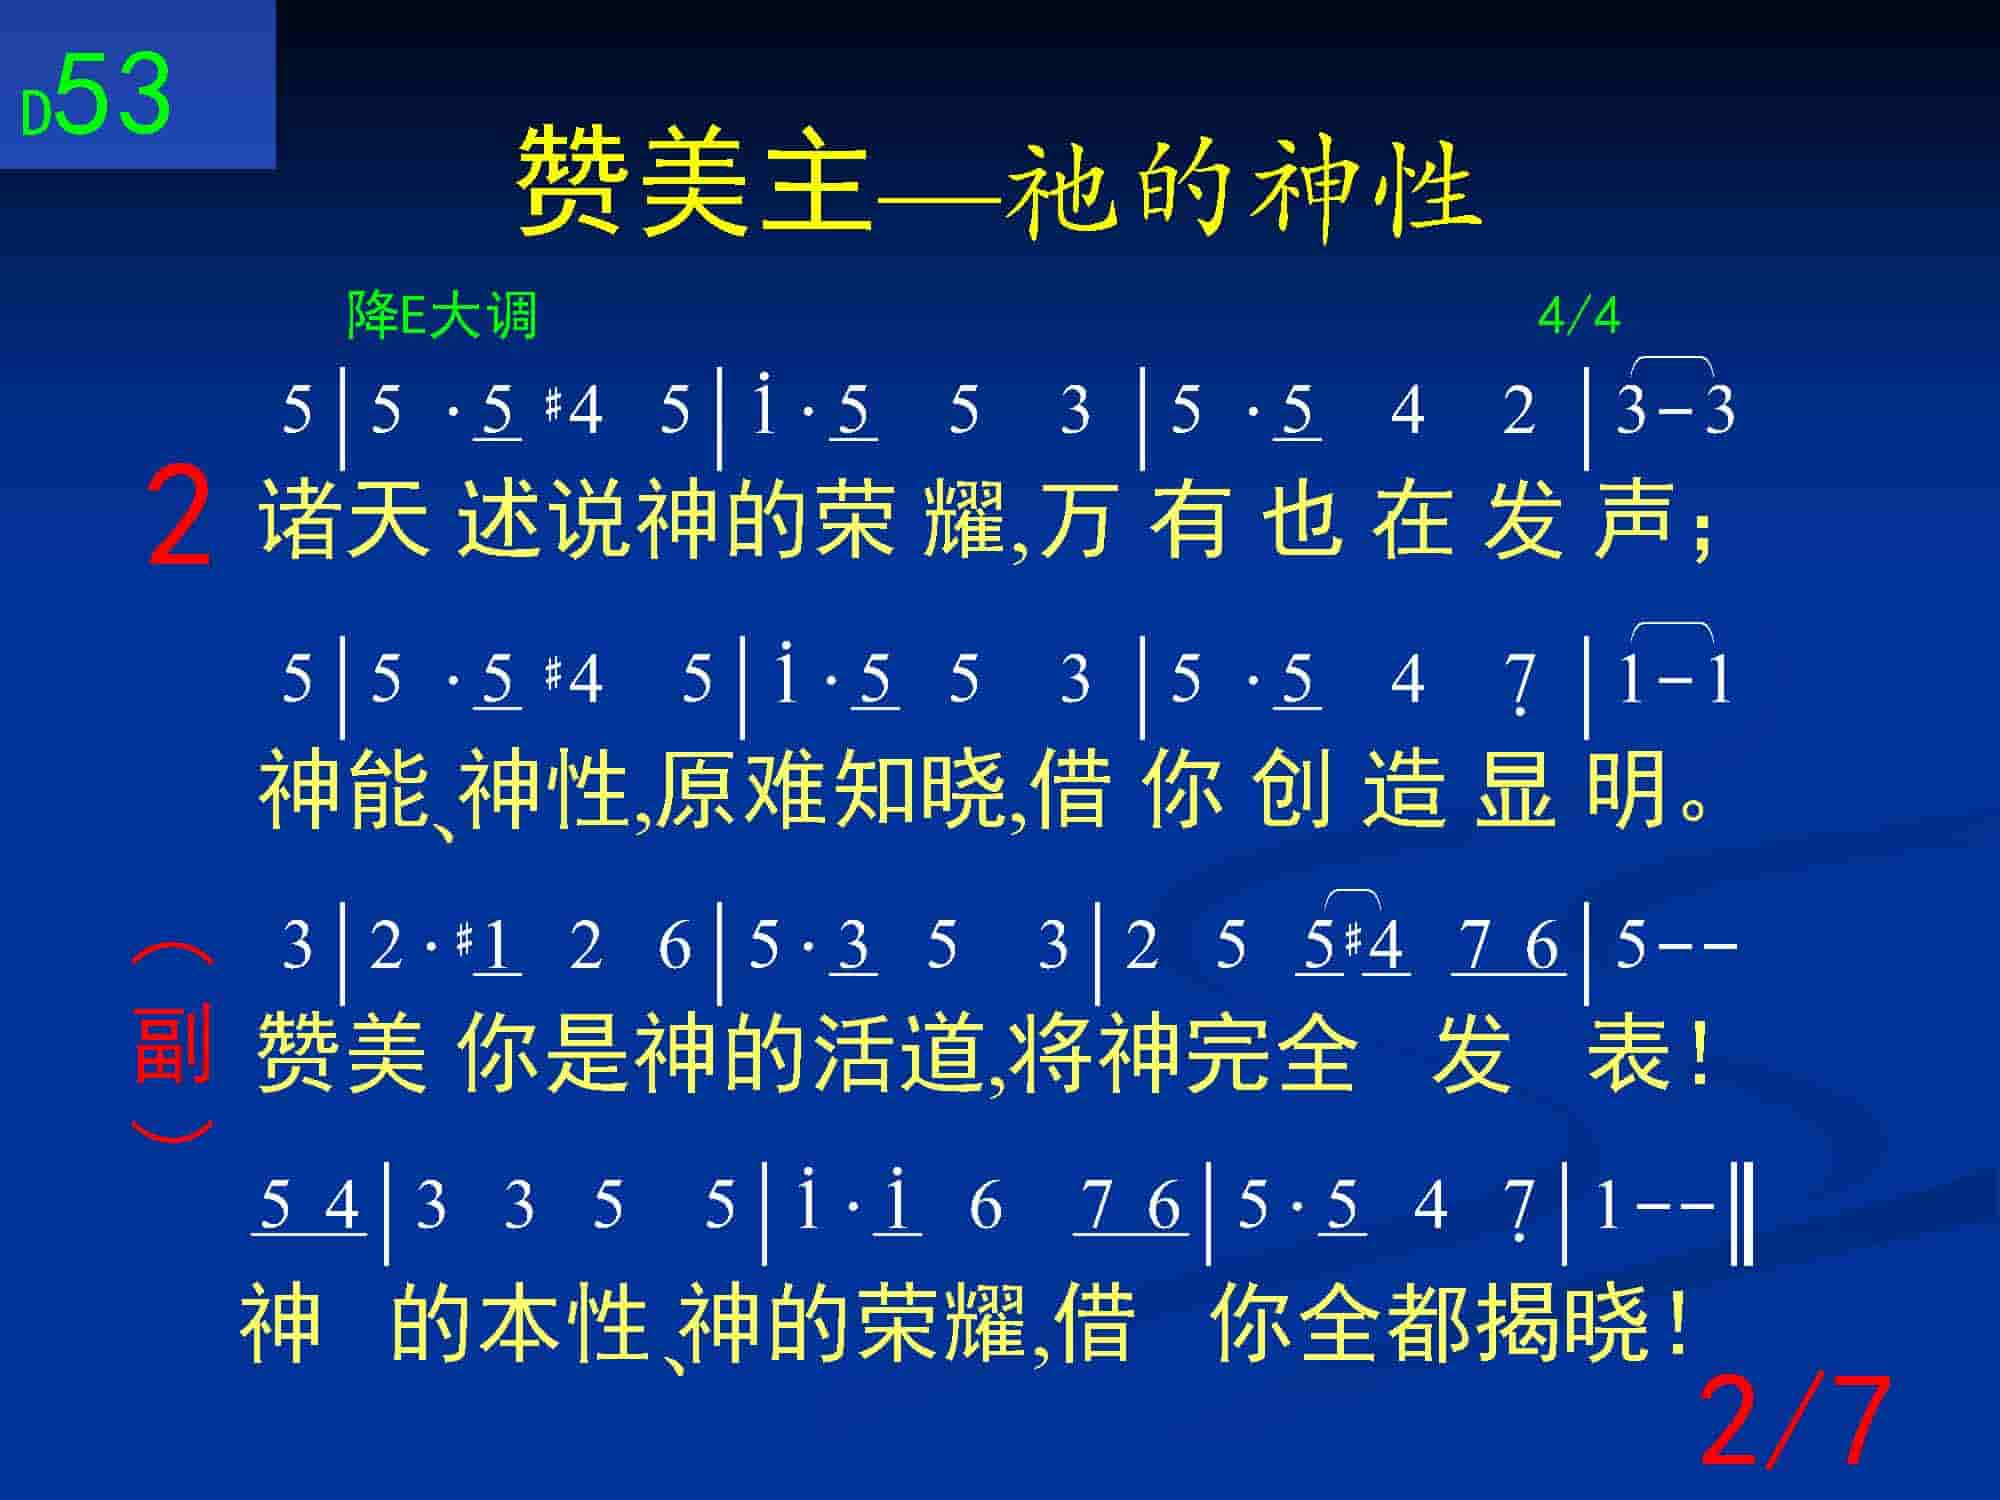 D53
赞美主—祂的神性
降E大调 4/4
5|5 ·5 #4 5|i·5 5 3|5 ·5 4 2|3-3
2 诸天 述说神的荣 耀,万 有 也 在 发 声;
5|5 ·5 #4 5|i·5 5 3|5 ·5 4 7̣|1-1
神能、神性,原难知晓,借 你 创 造 显 明。
3|2·#1 2 6|5·3 5 3|2 5 5#4 7 6|5--
(副) 赞美 你是神的活道,将神完全 发 表!
5 4|3 3 5 5|i·i 6 7 6|5·5 4 7̣|1--‖
神 的本性、神的荣耀,借 你全都揭晓!
2/7